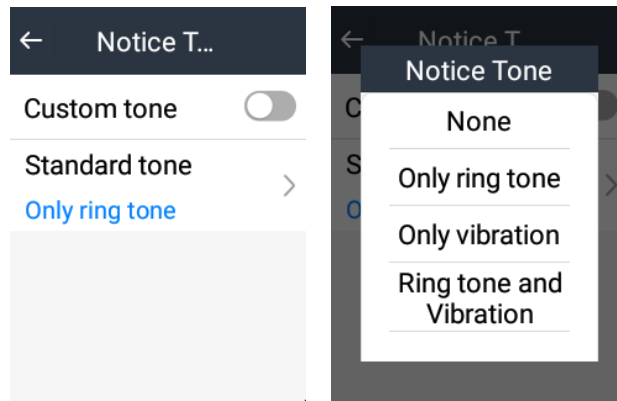 Notice T...
Custom tone
Standard tone
Only ring tone
Notice T
Notice Tone
C
S
O
None
Only ring tone
Only vibration
Ring tone and
Vibration